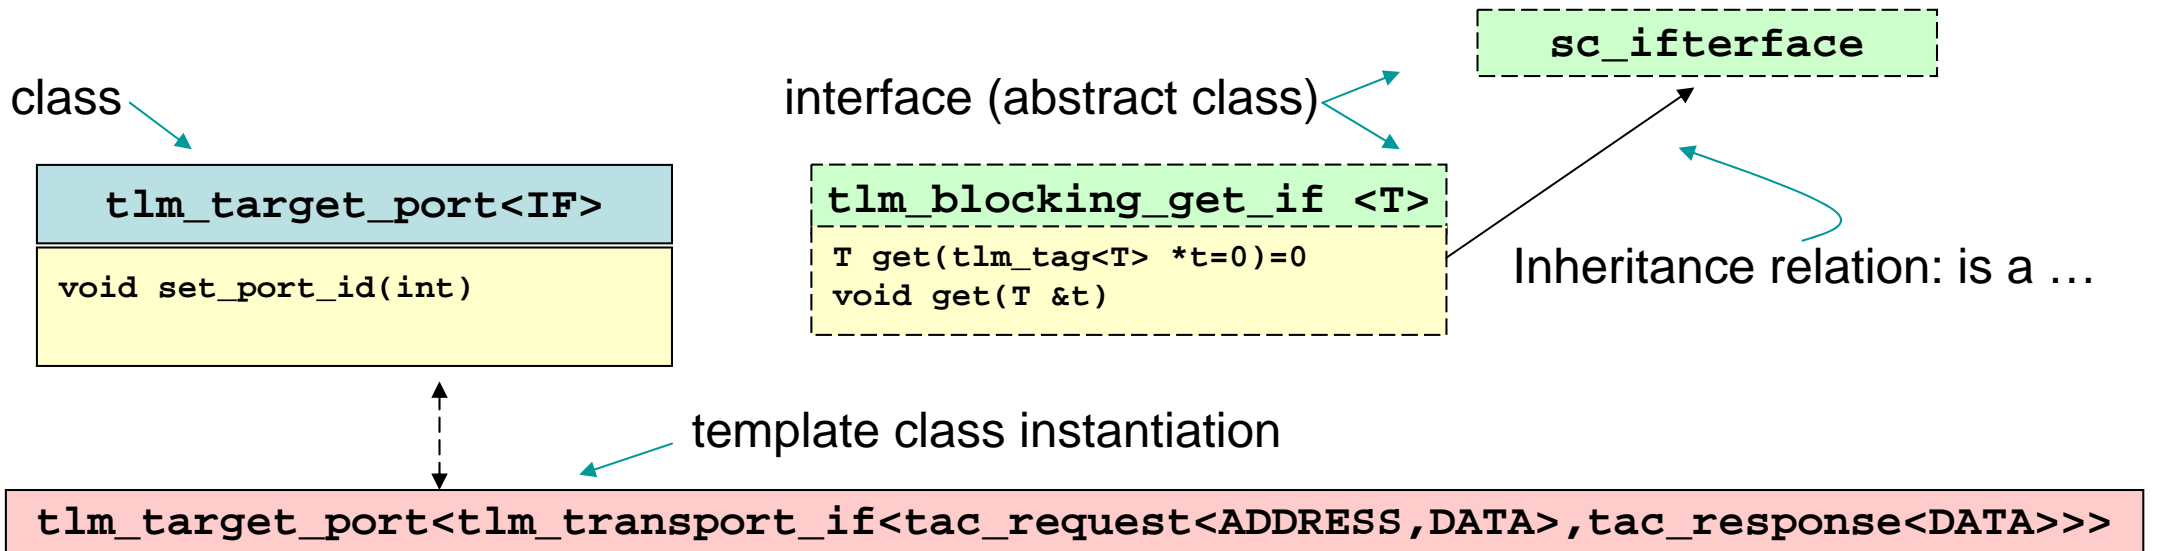 sc_ifterface
class
interface (abstract class)
tlm_target_port<IF>
void set_port_id(int)
tlm_blocking_get_if <T>
T get(tlm_tag<T> *t=0)=0
void get(T &t)
Inheritance relation: is a …
template class instantiation
tlm_target_port<tlm_transport_if<tac_request<ADDRESS,DATA>,tac_response<DATA>>>